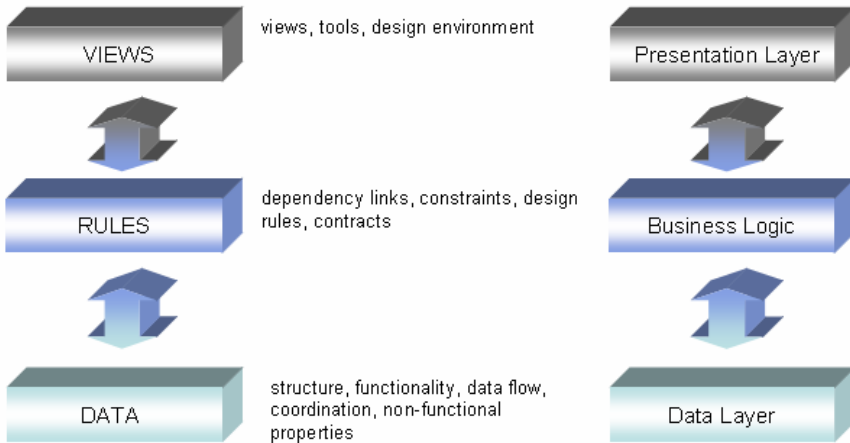 VIEWS
views, tools, design environment
Presentation Layer
RULES
dependency links, constraints, design
rules, contracts
Business Logic
DATA
structure, functionality, data flow,
coordination, non-functional
properties
Data Layer